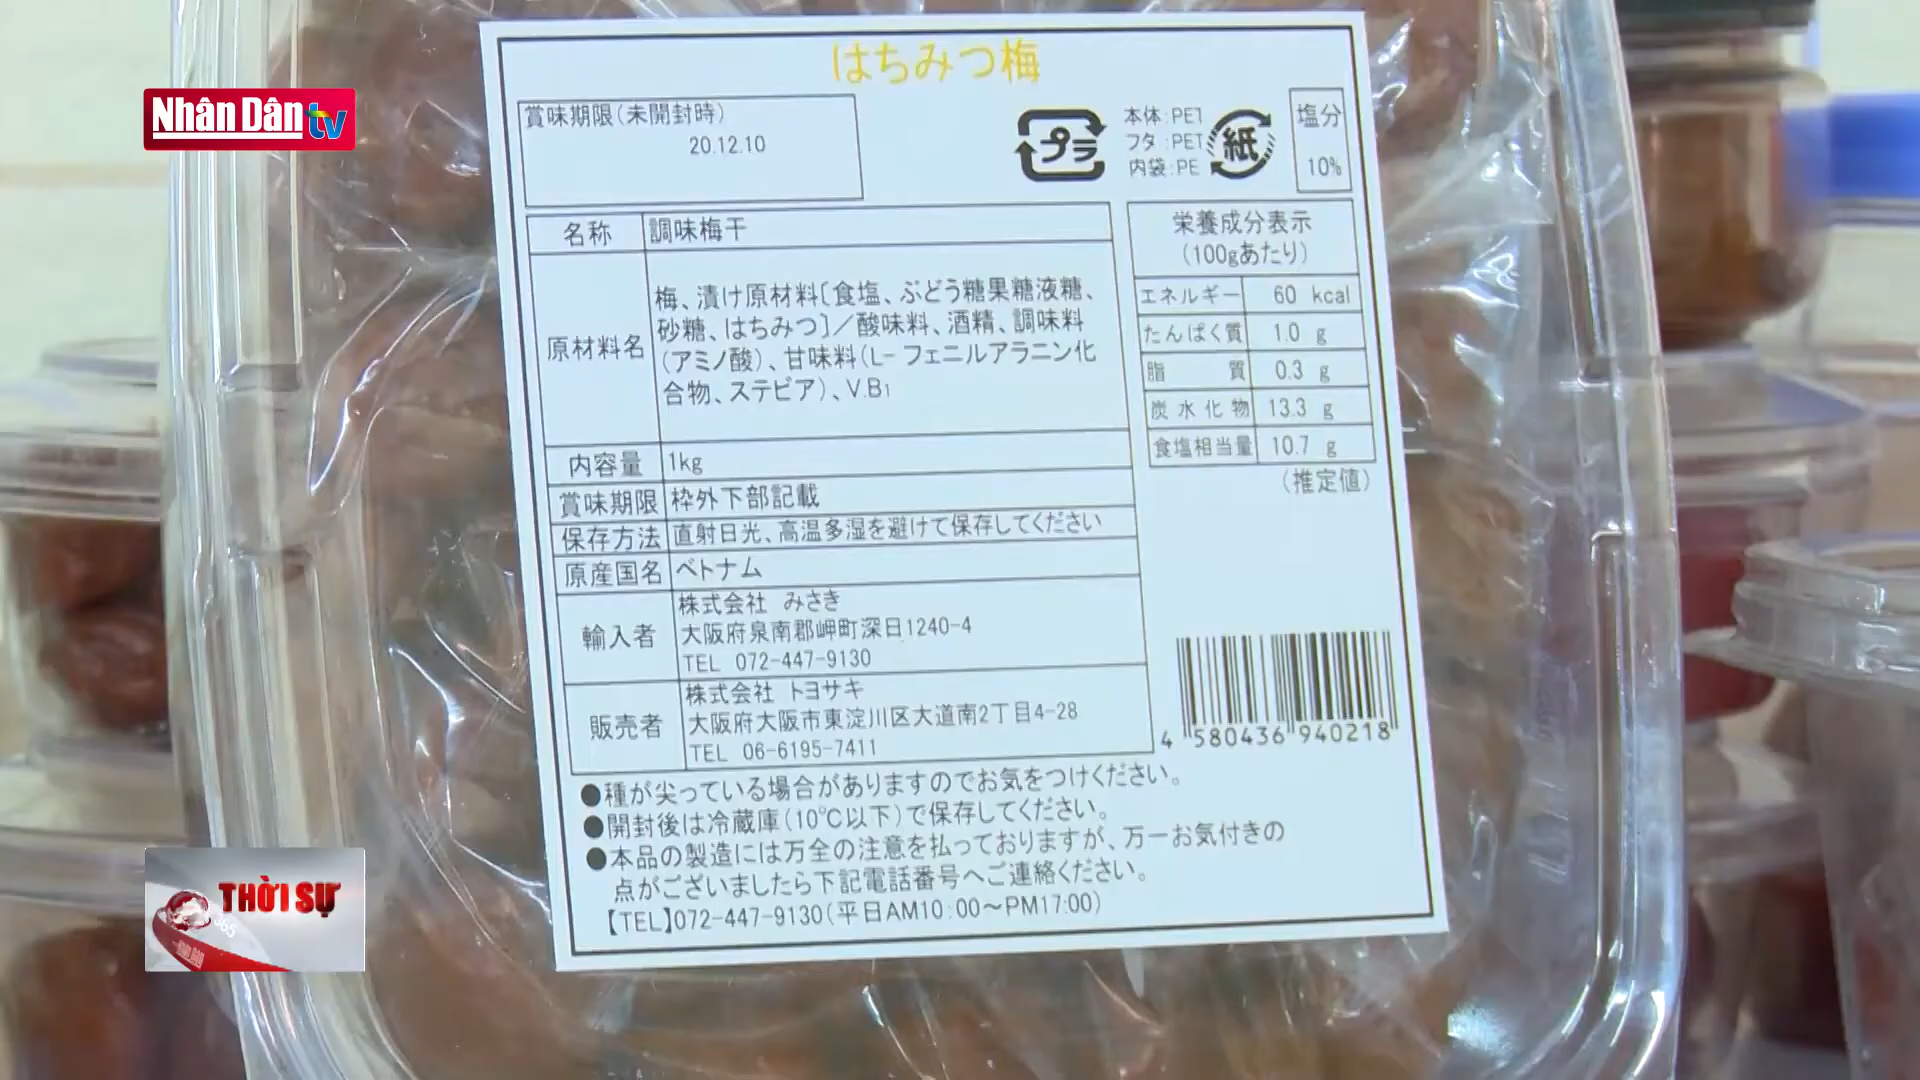 はちみつ梅
Nhân Dân tv
賞味期限(未開封時)
20.12.10
プラ
本体:PET
フタ:PET
内袋:PE
紙
塩分
10%
名称 調味梅干
原材料名
梅、漬け原材料〔食塩、ぶどう糖果糖液糖、
砂糖、はちみつ〕/酸味料、酒精、調味料
(アミノ酸)、甘味料(L-フェニルアラニン化
合物、ステビア)、V.B1
内容量 1kg
賞味期限 枠外下部記載
保存方法 直射日光、高温多湿を避けて保存してください
原産国名 ベトナム
輸入者
株式会社 みさき
大阪府泉南郡岬町深日1240-4
TEL 072-447-9130
販売者
株式会社 トヨサキ
大阪府大阪市東淀川区大道南2丁目4-28
TEL 06-6195-7411
栄養成分表示
(100gあたり)
エネルギー 60 kcal
たんぱく質 1.0 g
脂質 0.3 g
炭水化物 13.3 g
食塩相当量 10.7 g
(推定値)
4 580436 940218
●種が尖っている場合がありますのでお気をつけください。
●開封後は冷蔵庫(10℃以下)で保存してください。
●本品の製造には万全の注意を払っておりますが、万一お気付きの
点がございましたら下記電話番号へご連絡ください。
【TEL】072-447-9130(平日AM10:00〜PM17:00)
THỜI SỰ
365